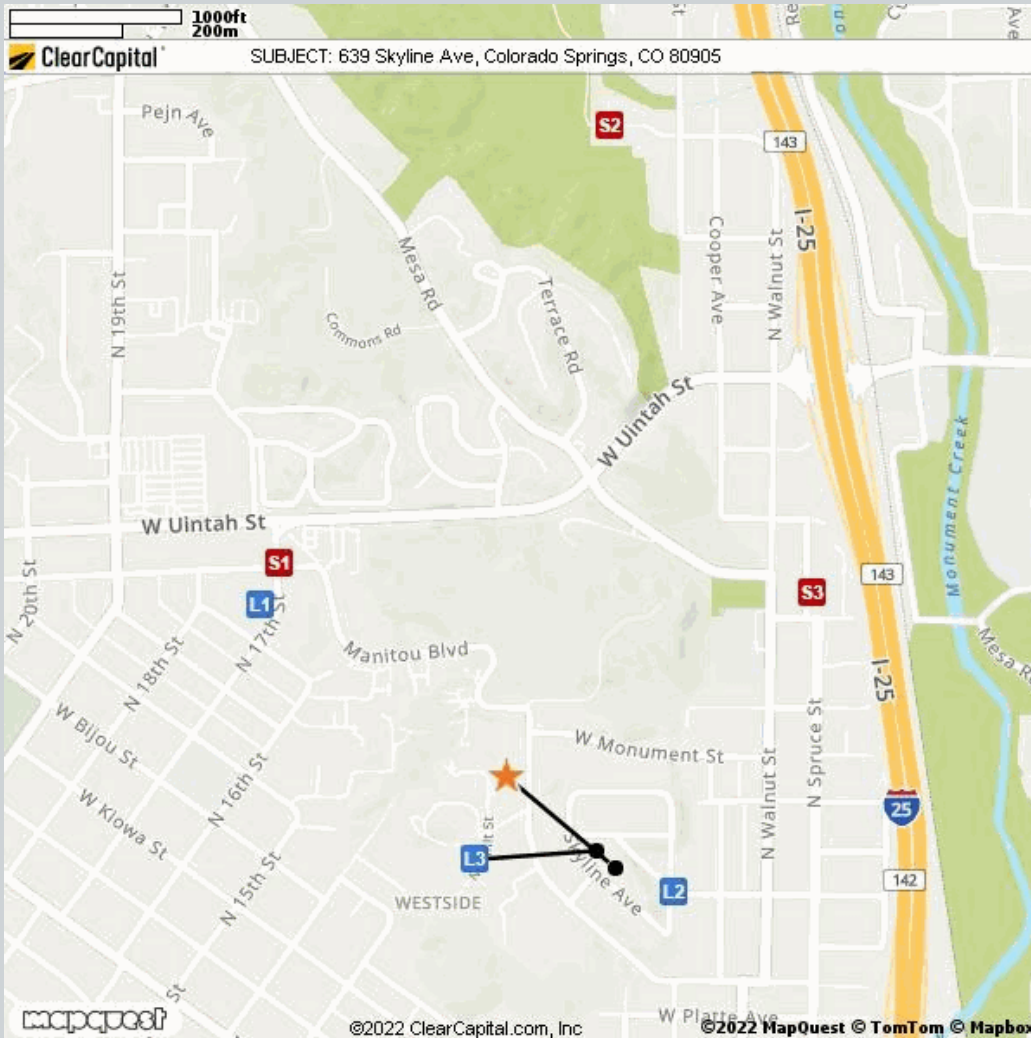 1000ft
200m
ClearCapital
SUBJECT: 639 Skyline Ave, Colorado Springs, CO 80905
Pejn Ave
S2
143
I-25
Cooper Ave
N Walnut St
Mesa Rd
Terrace Rd
N 19th St
Commons Rd
W Uintah St
Monument Creek
W Uintah St
S1
N 20th St
L1
N 17th St
143
S3
N 18th St
Manitou Blvd
Mesa
I-25
W Bijou St
W Monument St
N Spruce St
N 16th St
N Walnut St
25
W Kiowa St
L3
Skyline Ave
L2
142
N 15th St
WESTSIDE
St
mapquest
©2022 ClearCapital.com, Inc
W Platte Ave
©2022 MapQuest © TomTom © Mapbox